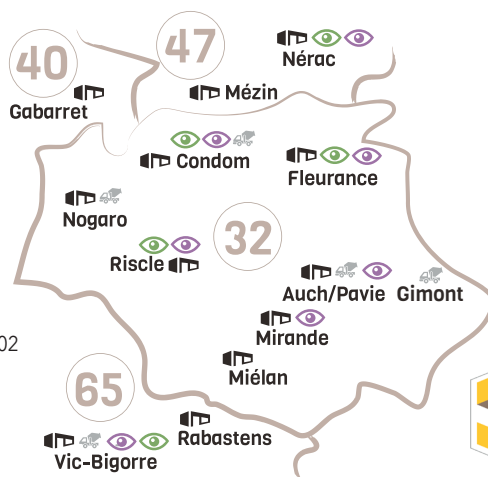 47
40
Nérac
Mézin
Gabarret
Condom
Fleurance
Nogaro
32
Riscle
Auch/Pavie
Gimont
Mirande
02
Miélan
65
Rabastens
Vic-Bigorre